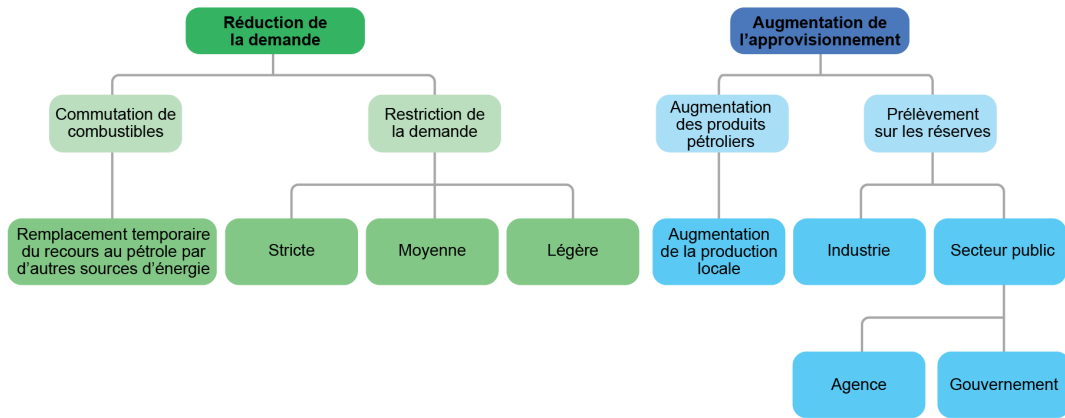 Réduction de
la demande
Augmentation de
l’approvisionnement
Commutation de
combustibles
Restriction de
la demande
Augmentation
des produits
pétroliers
Prélèvement
sur les réserves
Remplacement temporaire
du recours au pétrole par
d’autres sources d’énergie
Stricte
Moyenne
Légère
Augmentation
de la production
locale
Industrie
Secteur public
Agence
Gouvernement